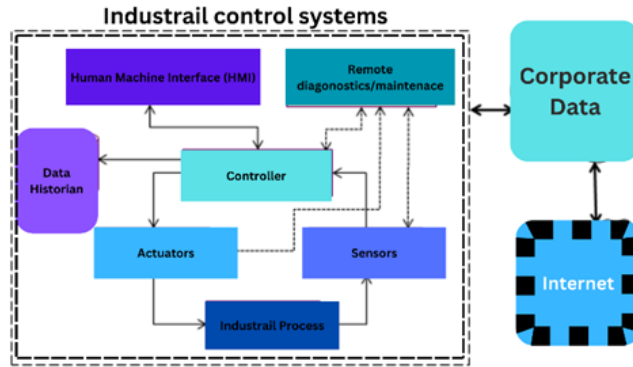 Industrail control systems
Human Machine Interface (HMI)
Remote
diagonostics/maintenace
Corporate
Data
Data
Historian
Controller
Actuators
Sensors
Internet
Industrail Process